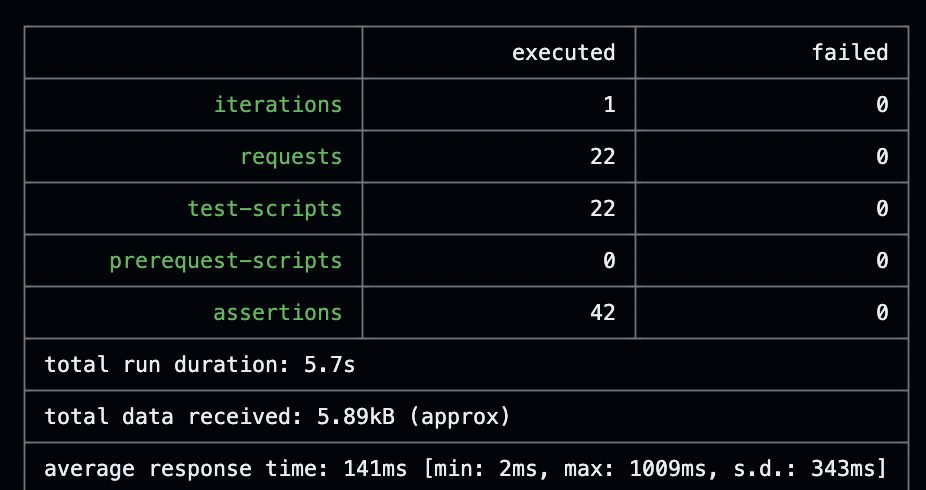 executed failed
iterations 1 0
requests 22 0
test-scripts 22 0
prerequest-scripts 0 0
assertions 42 0
total run duration: 5.7s
total data received: 5.89kB (approx)
average response time: 141ms [min: 2ms, max: 1009ms, s.d.: 343ms]